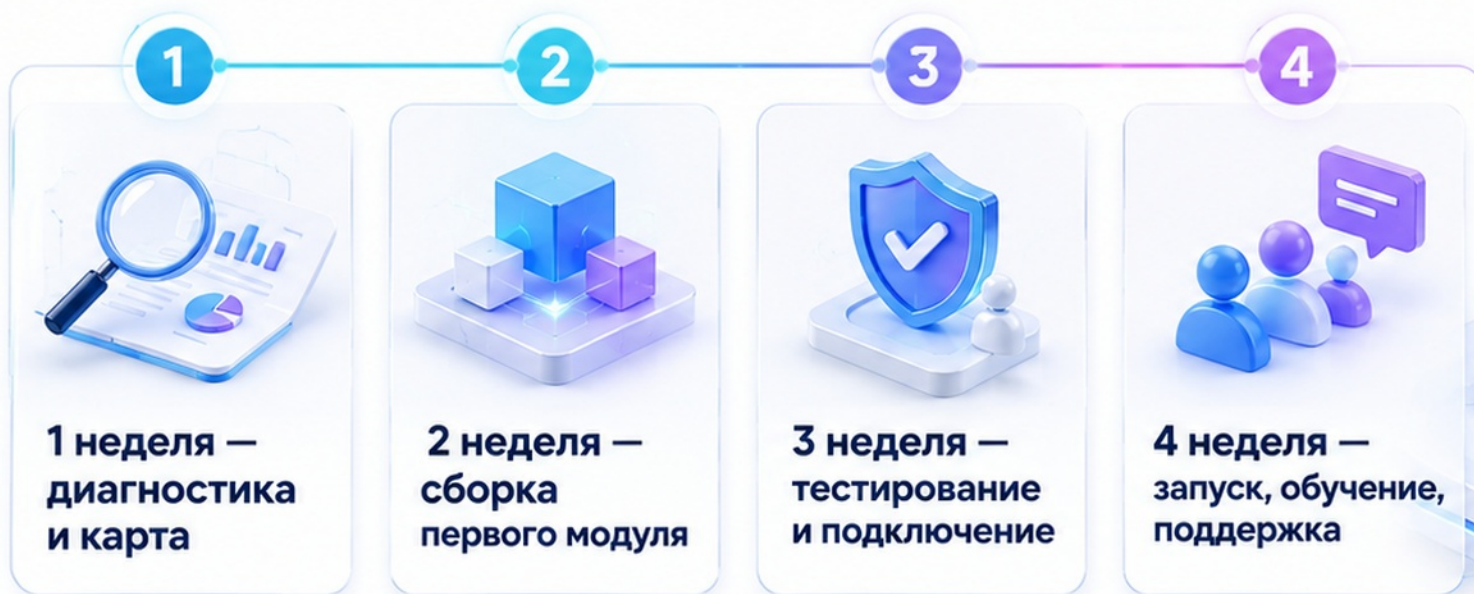 1
2
3
4
1 неделя —
диагностика
и карта
2 неделя —
сборка
первого модуля
3 неделя —
тестирование
и подключение
4 неделя —
запуск, обучение,
поддержка